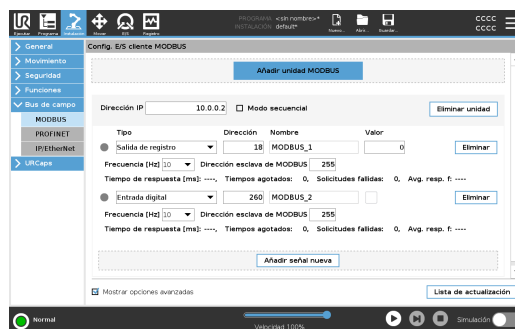 PROGRAMA <sin nombre>*
INSTALACIÓN default*
Ejecutar Programa Instalación Mover E/S Registro Nuevo... Abrir... Guardar...
cccc
cccc
General
Config. E/S cliente MODBUS
Movimiento
Seguridad
Funciones
Bus de campo
MODBUS
PROFINET
IP/EtherNet
URCaps
Añadir unidad MODBUS
Dirección IP 10.0.0.2 Modo secuencial Eliminar unidad
Tipo Dirección Nombre Valor
Salida de registro 18 MODBUS_1 0 Eliminar
Frecuencia [Hz] 10 Dirección esclava de MODBUS 255
Tiempo de respuesta [ms]: ----, Tiempos agotados: 0, Solicitudes fallidas: 0, Avg. resp. f: ----
Entrada digital 260 MODBUS_2 Eliminar
Frecuencia [Hz] 10 Dirección esclava de MODBUS 255
Tiempo de respuesta [ms]: ----, Tiempos agotados: 0, Solicitudes fallidas: 0, Avg. resp. f: ----
Añadir señal nueva
Mostrar opciones avanzadas Lista de actualización
Normal
Velocidad 100%
Simulación